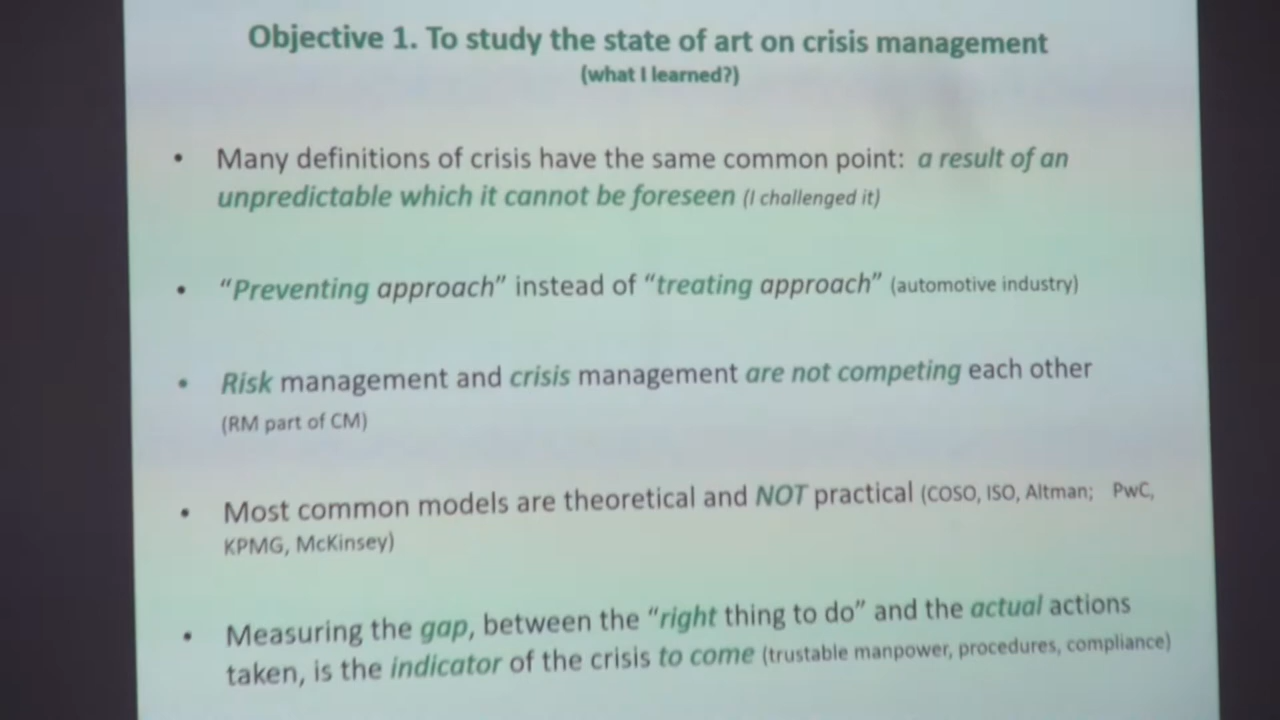 Objective 1. To study the state of art on crisis management
(what I learned?)
• Many definitions of crisis have the same common point: a result of an
unpredictable which it cannot be foreseen (I challenged it)
• “Preventing approach” instead of “treating approach” (automotive industry)
• Risk management and crisis management are not competing each other
(RM part of CM)
• Most common models are theoretical and NOT practical (COSO, ISO, Altman; PwC,
KPMG, McKinsey)
• Measuring the gap, between the “right thing to do” and the actual actions
taken, is the indicator of the crisis to come (trustable manpower, procedures, compliance)